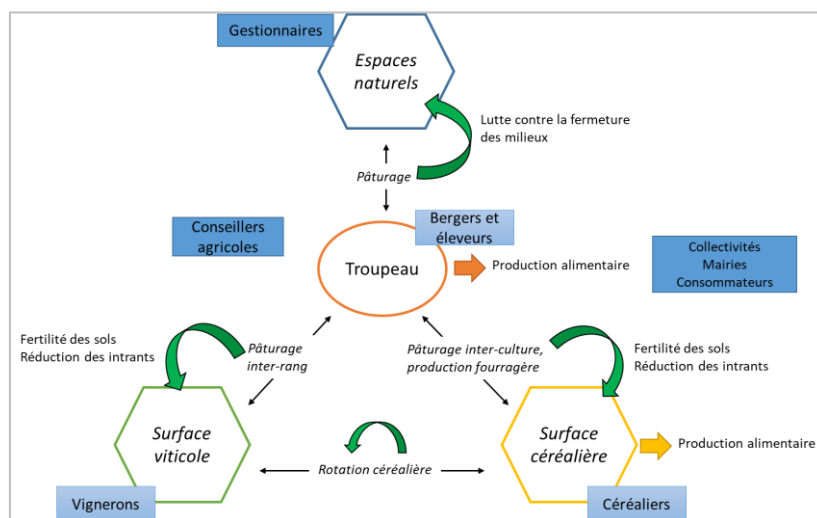 Gestionnaires
Espaces
naturels
Lutte contre la fermeture
des milieux
Pâturage
Conseillers
agricoles
Bergers et
éleveurs
Troupeau
Production alimentaire
Collectivités
Mairies
Consommateurs
Fertilité des sols
Réduction des intrants
Pâturage
inter-rang
Pâturage inter-culture,
production fourragère
Fertilité des sols
Réduction des intrants
Surface
viticole
Rotation céréalière
Surface
céréalière
Production alimentaire
Vignerons
Céréaliers